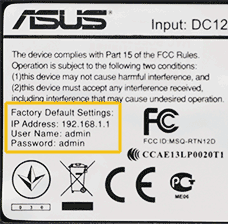 ASUS Input: DC12
The device complies with Part 15 of the FCC Rules.
Operation is subject to the following two conditions:
(1)this device may not cause harmful interference, and
(2)this device must accept any interference received,
including interference that may cause undesired operation.
Factory Default Settings:
IP Address: 192.168.1.1
User Name: admin
Password: admin
FC
FCC ID:MSQ-RTN12D
CCAE13LP0020T1
CE
ME06